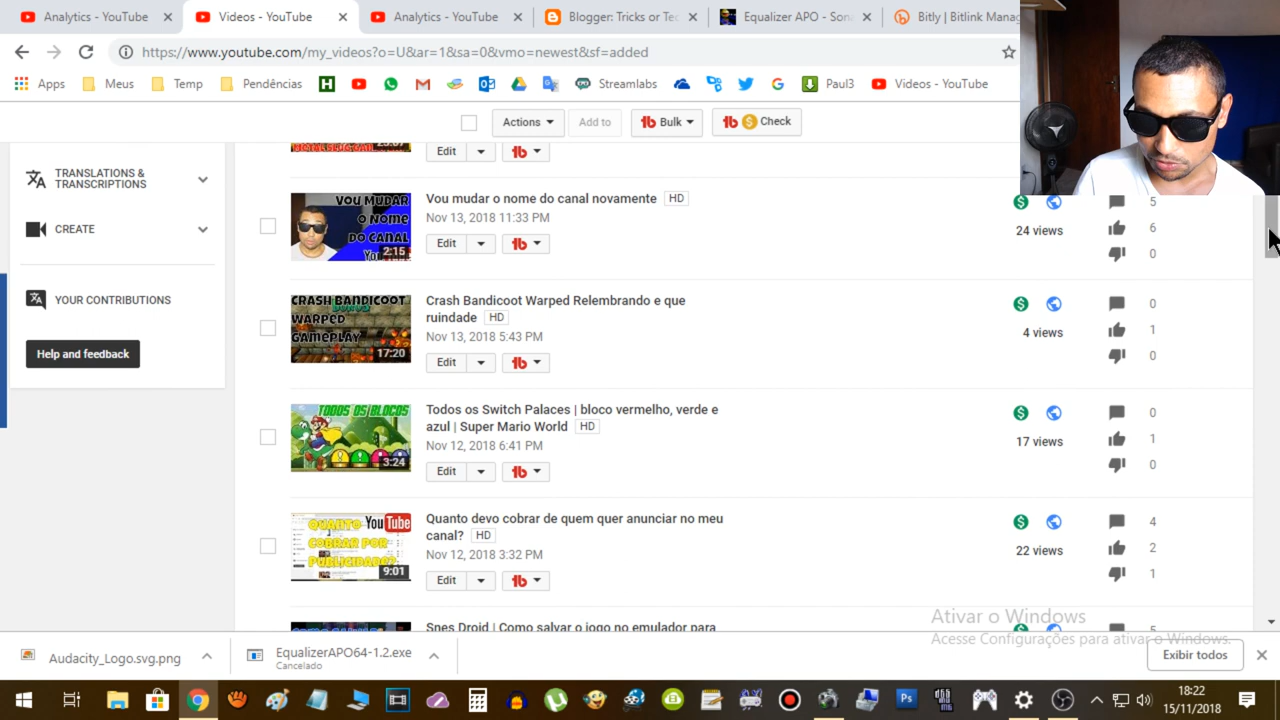 Analytics - YouTube
Videos - YouTube
Analytics - YouTube
Blogger: Tricks or Tec
Equalizer APO - Son
Bitly | Bitlink Manag
https://www.youtube.com/my_videos?o=U&ar=1&sa=0&vmo=newest&sf=added
Apps
Meus
Temp
Pendências
Streamlabs
Paul3
Videos - YouTube
Actions
Add to
Bulk
Check
TRANSLATIONS &
TRANSCRIPTIONS
CREATE
YOUR CONTRIBUTIONS
Help and feedback
Edit
VOU MUDAR
O NOME
DO CANAL
2:15
Vou mudar o nome do canal novamente HD
Nov 13, 2018 11:33 PM
Edit
24 views
5
6
0
CRASH BANDICOOT
WARPED
GAMEPLAY
17:20
Crash Bandicoot Warped Relembrando e que
ruindade HD
Nov 13, 2018 5:43 PM
Edit
4 views
0
1
0
TODOS OS BLOCOS
3:24
Todos os Switch Palaces | bloco vermelho, verde e
azul | Super Mario World HD
Nov 12, 2018 6:41 PM
Edit
17 views
0
1
0
QUANTO YouTube
COBRAR POR
PUBLICIDADE?
9:01
Quanto devo cobrar de quem quer anunciar no meu
canal? HD
Nov 12, 2018 3:32 PM
Edit
22 views
4
2
1
Snes Droid | Como salvar o jogo no emulador para
5
Ativar o Windows
Acesse Configurações para ativar o Windows.
Audacity_Logo.svg.png
EqualizerAPO64-1.2.exe
Cancelado
Exibir todos
18:22
15/11/2018